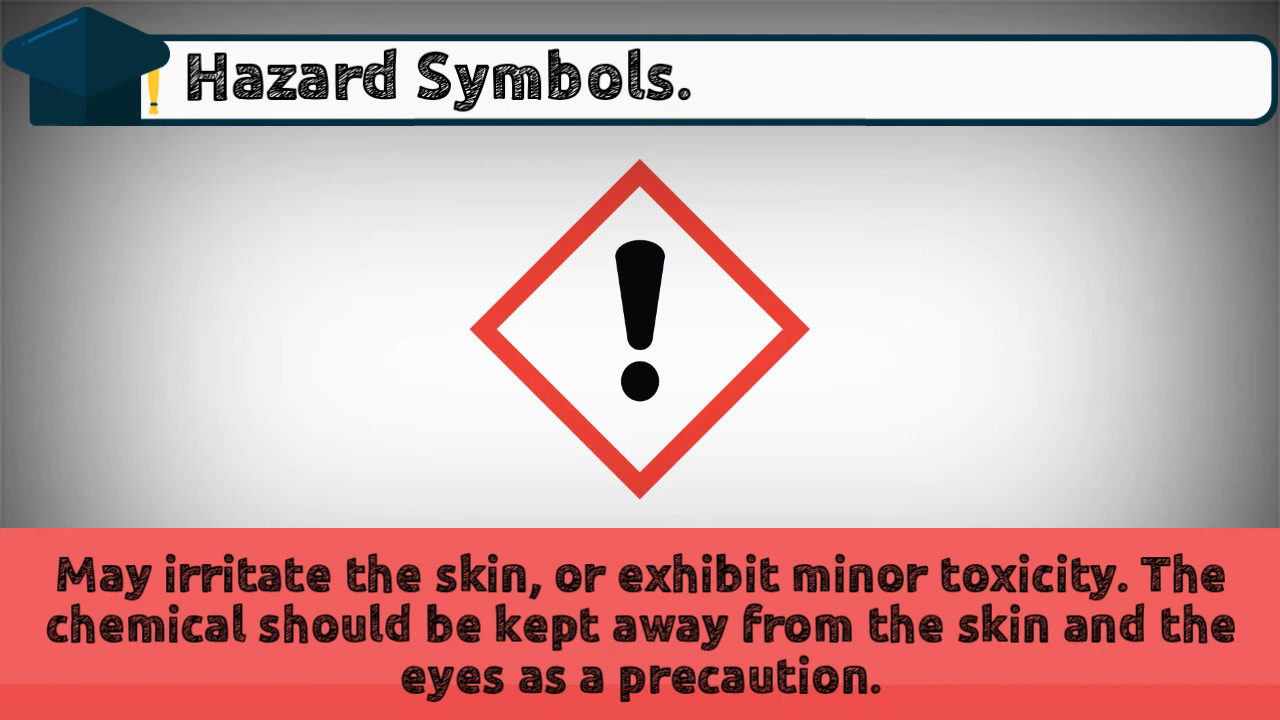 Hazard Symbols.
!
May irritate the skin, or exhibit minor toxicity. The
chemical should be kept away from the skin and the
eyes as a precaution.